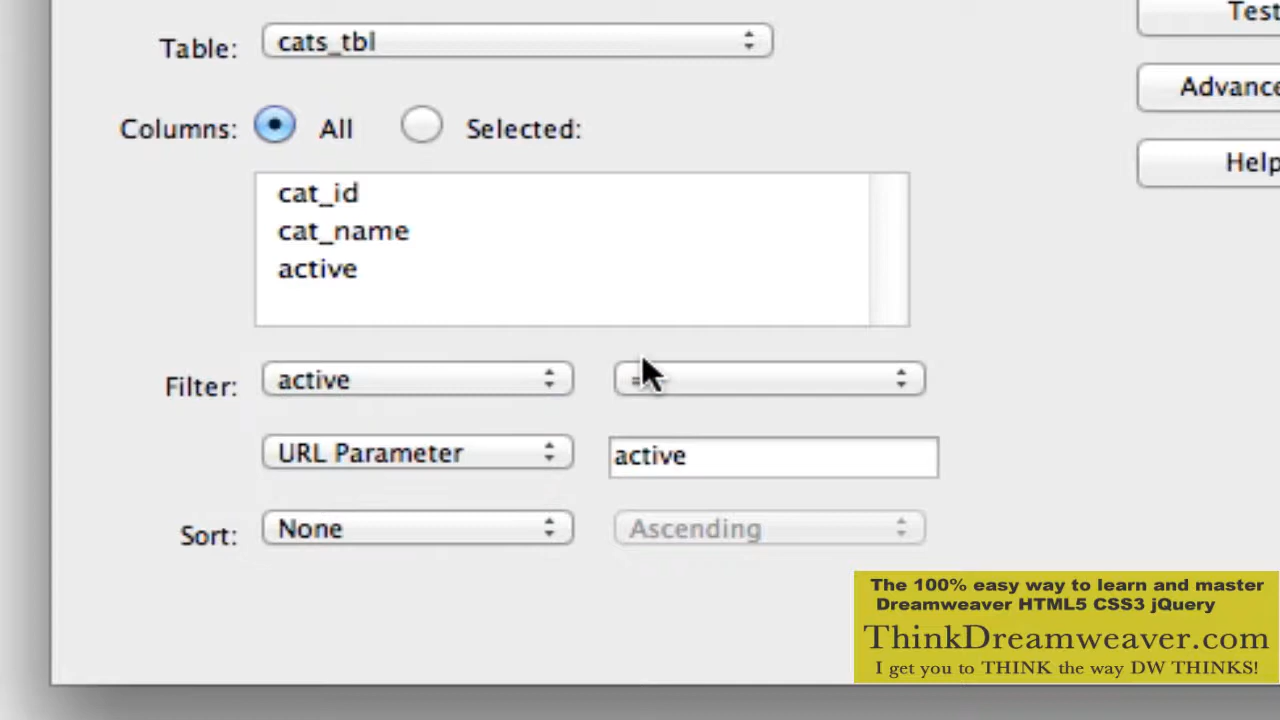 Test
Table: cats_tbl
Advance
Columns: All Selected:
Help
cat_id
cat_name
active
Filter: active =
URL Parameter active
Sort: None Ascending
The 100% easy way to learn and master
Dreamweaver HTML5 CSS3 jQuery
ThinkDreamweaver.com
I get you to THINK the way DW THINKS!